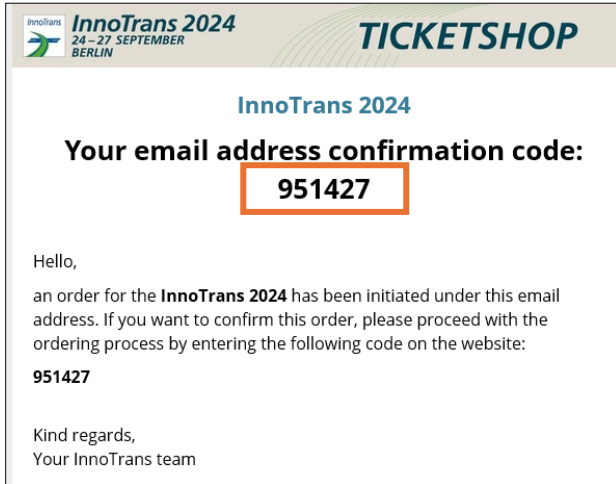 InnoTrans
InnoTrans 2024
24–27 SEPTEMBER
BERLIN
TICKETSHOP
InnoTrans 2024
Your email address confirmation code:
951427
Hello,
an order for the InnoTrans 2024 has been initiated under this email
address. If you want to confirm this order, please proceed with the
ordering process by entering the following code on the website:
951427
Kind regards,
Your InnoTrans team